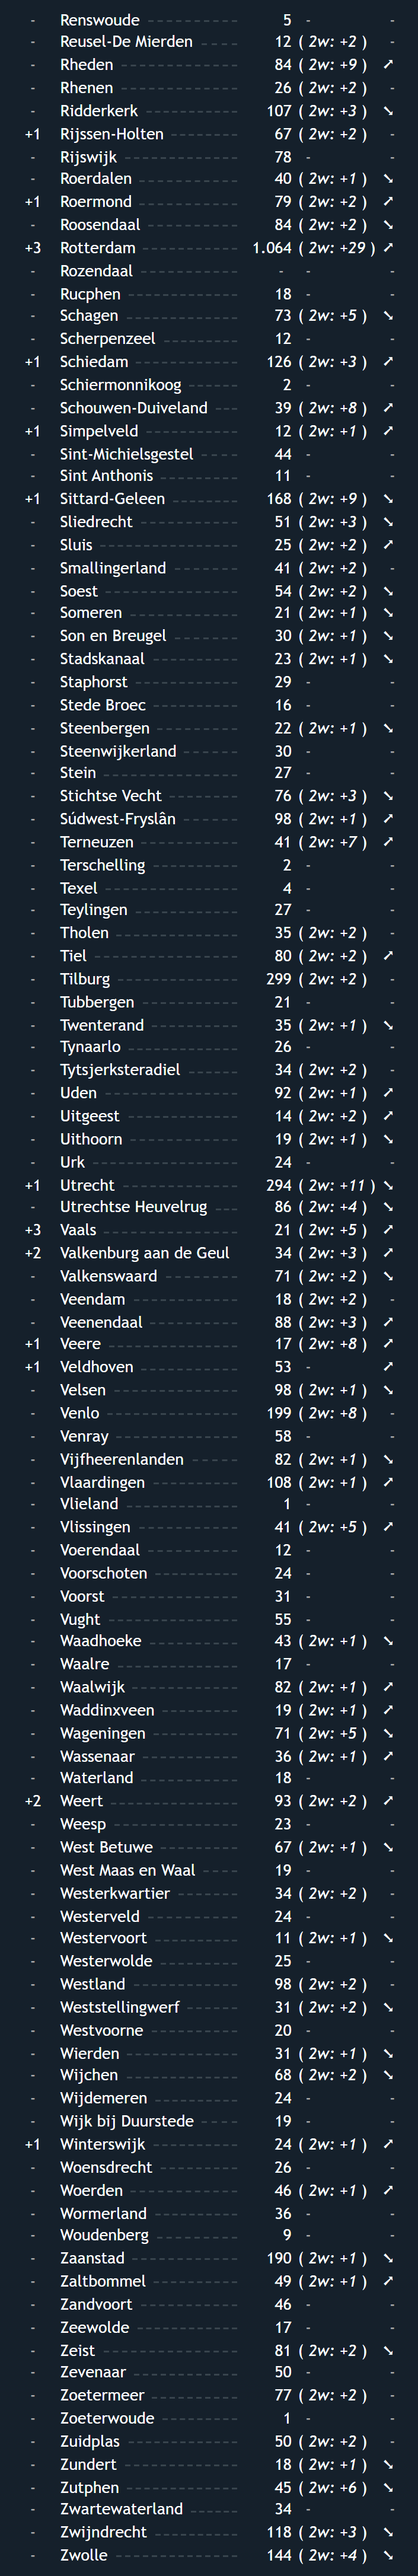 - Renswoude ---------- 5 - -
- Reusel-De Mierden ---- 12 ( 2w: +2 ) -
- Rheden ------------- 84 ( 2w: +9 ) ➚
- Rhenen ------------- 26 ( 2w: +2 ) -
- Ridderkerk ---------- 107 ( 2w: +3 ) ➘
+1 Rijssen-Holten -------- 67 ( 2w: +2 ) -
- Rijswijk ------------- 78 - -
- Roerdalen ----------- 40 ( 2w: +1 ) ➘
+1 Roermond ----------- 79 ( 2w: +2 ) ➚
- Roosendaal ---------- 84 ( 2w: +2 ) ➘
+3 Rotterdam ---------- 1.064 ( 2w: +29 ) ➚
- Rozendaal ----------- - - -
- Rucphen ------------ 18 - -
- Schagen ------------ 73 ( 2w: +5 ) ➘
- Scherpenzeel -------- 12 - -
+1 Schiedam ----------- 126 ( 2w: +3 ) ➚
- Schiermonnikoog ----- 2 - -
- Schouwen-Duiveland --- 39 ( 2w: +8 ) ➚
+1 Simpelveld ---------- 12 ( 2w: +1 ) ➚
- Sint-Michielsgestel ---- 44 - -
- Sint Anthonis --------- 11 - -
+1 Sittard-Geleen ------- 168 ( 2w: +9 ) ➘
- Sliedrecht ----------- 51 ( 2w: +3 ) ➘
- Sluis --------------- 25 ( 2w: +2 ) ➚
- Smallingerland ------- 41 ( 2w: +2 ) -
- Soest --------------- 54 ( 2w: +2 ) ➘
- Someren ------------ 21 ( 2w: +1 ) ➘
- Son en Breugel ------- 30 ( 2w: +1 ) ➘
- Stadskanaal ---------- 23 ( 2w: +1 ) ➘
- Staphorst ----------- 29 - -
- Stede Broec ---------- 16 - -
- Steenbergen --------- 22 ( 2w: +1 ) ➘
- Steenwijkerland ------ 30 - -
- Stein --------------- 27 - -
- Stichtse Vecht -------- 76 ( 2w: +3 ) ➘
- Súdwest-Fryslân ------ 98 ( 2w: +1 ) ➚
- Terneuzen ----------- 41 ( 2w: +7 ) ➚
- Terschelling ---------- 2 - -
- Texel --------------- 4 - -
- Teylingen ----------- 27 - -
- Tholen ------------- 35 ( 2w: +2 ) -
- Tiel ---------------- 80 ( 2w: +2 ) ➚
- Tilburg ------------- 299 ( 2w: +2 ) -
- Tubbergen ---------- 21 - -
- Twenterand ---------- 35 ( 2w: +1 ) ➘
- Tynaarlo ------------ 26 - -
- Tytsjerksteradiel ----- 34 ( 2w: +2 ) -
- Uden -------------- 92 ( 2w: +1 ) ➚
- Uitgeest ------------ 14 ( 2w: +2 ) ➚
- Uithoorn ------------ 19 ( 2w: +1 ) ➘
- Urk ---------------- 24 - -
+1 Utrecht ------------- 294 ( 2w: +11 ) ➘
- Utrechtse Heuvelrug --- 86 ( 2w: +4 ) ➘
+3 Vaals --------------- 21 ( 2w: +5 ) ➚
+2 Valkenburg aan de Geul 34 ( 2w: +3 ) ➚
- Valkenswaard -------- 71 ( 2w: +2 ) ➘
- Veendam ------------ 18 ( 2w: +2 ) -
- Veenendaal ---------- 88 ( 2w: +3 ) ➚
+1 Veere -------------- 17 ( 2w: +8 ) ➚
+1 Veldhoven ----------- 53 - ➚
- Velsen -------------- 98 ( 2w: +1 ) ➘
- Venlo --------------- 199 ( 2w: +8 ) -
- Venray -------------- 58 - -
- Vijfheerenlanden ----- 82 ( 2w: +1 ) ➘
- Vlaardingen ---------- 108 ( 2w: +1 ) ➚
- Vlieland ------------- 1 - -
- Vlissingen ----------- 41 ( 2w: +5 ) ➚
- Voerendaal ---------- 12 - -
- Voorschoten --------- 24 - -
- Voorst -------------- 31 - -
- Vught -------------- 55 - -
- Waadhoeke ---------- 43 ( 2w: +1 ) ➘
- Waalre ------------- 17 - -
- Waalwijk ------------ 82 ( 2w: +1 ) ➚
- Waddinxveen -------- 19 ( 2w: +1 ) ➚
- Wageningen --------- 71 ( 2w: +5 ) ➘
- Wassenaar ---------- 36 ( 2w: +1 ) ➚
- Waterland ----------- 18 - -
+2 Weert -------------- 93 ( 2w: +2 ) ➚
- Weesp -------------- 23 - -
- West Betuwe --------- 67 ( 2w: +1 ) ➘
- West Maas en Waal ---- 19 - -
- Westerkwartier ------- 34 ( 2w: +2 ) -
- Westerveld ---------- 24 - -
- Westervoort --------- 11 ( 2w: +1 ) ➘
- Westerwolde --------- 25 - -
- Westland ------------ 98 ( 2w: +2 ) -
- Weststellingwerf ------ 31 ( 2w: +2 ) ➘
- Westvoorne ---------- 20 - -
- Wierden ------------ 31 ( 2w: +1 ) ➘
- Wijchen ------------ 68 ( 2w: +2 ) ➘
- Wijdemeren --------- 24 - -
- Wijk bij Duurstede ---- 19 - -
+1 Winterswijk ---------- 24 ( 2w: +1 ) ➚
- Woensdrecht --------- 26 - -
- Woerden ------------ 46 ( 2w: +1 ) ➚
- Wormerland --------- 36 - -
- Woudenberg --------- 9 - -
- Zaanstad ------------ 190 ( 2w: +1 ) ➘
- Zaltbommel ---------- 49 ( 2w: +1 ) ➚
- Zandvoort ----------- 46 - -
- Zeewolde ----------- 17 - -
- Zeist --------------- 81 ( 2w: +2 ) ➘
- Zevenaar ----------- 50 - -
- Zoetermeer ---------- 77 ( 2w: +2 ) -
- Zoeterwoude --------- 1 - -
- Zuidplas ------------ 50 ( 2w: +2 ) -
- Zundert ------------- 18 ( 2w: +1 ) ➘
- Zutphen ------------ 45 ( 2w: +6 ) ➘
- Zwartewaterland ----- 34 - -
- Zwijndrecht --------- 118 ( 2w: +3 ) ➘
- Zwolle -------------- 144 ( 2w: +4 ) ➘